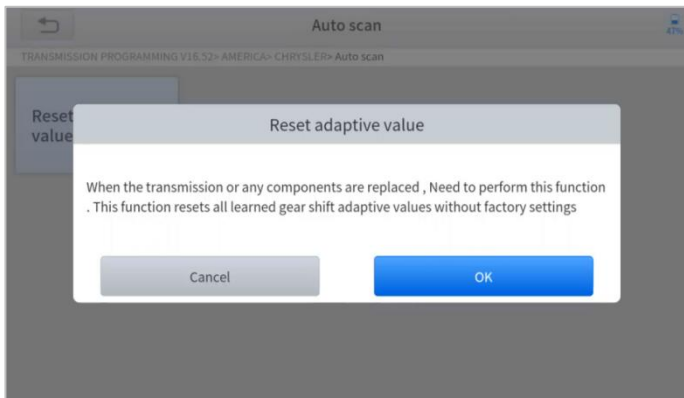 Auto scan
47%
TRANSMISSION PROGRAMMING V16.52> AMERICA> CHRYSLER> Auto scan
Reset
value
Reset adaptive value
When the transmission or any components are replaced , Need to perform this function
. This function resets all learned gear shift adaptive values without factory settings
Cancel
OK